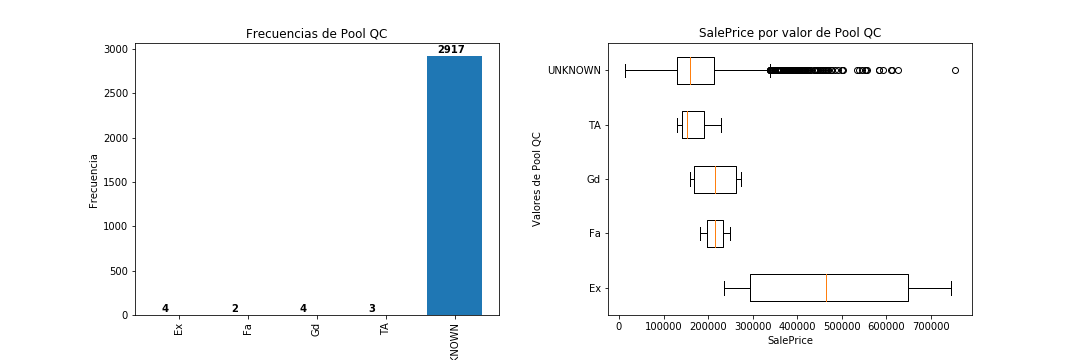 Frecuencias de Pool QC
Frecuencia
3000
2500
2000
1500
1000
500
0
4
2
4
3
2917
Ex
Fa
Gd
TA
KNOWN
SalePrice por valor de Pool QC
Valores de Pool QC
UNKNOWN
TA
Gd
Fa
Ex
0
100000
200000
300000
400000
500000
600000
700000
SalePrice